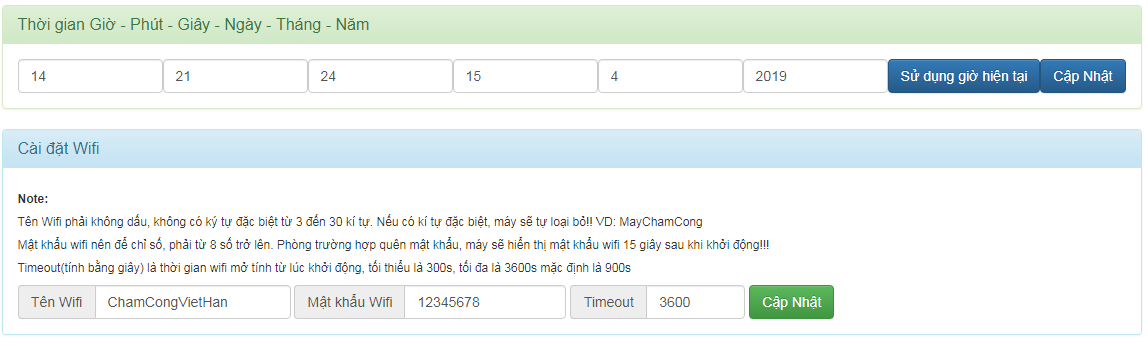 Thời gian Giờ - Phút - Giây - Ngày - Tháng - Năm
14 21 24 15 4 2019 Sử dụng giờ hiện tại Cập Nhật
Cài đặt Wifi
Note:
Tên Wifi phải không dấu, không có ký tự đặc biệt từ 3 đến 30 kí tự. Nếu có kí tự đặc biệt, máy sẽ tự loại bỏ!! VD: MayChamCong
Mật khẩu wifi nên để chỉ số, phải từ 8 số trở lên. Phòng trường hợp quên mật khẩu, máy sẽ hiển thị mật khẩu wifi 15 giây sau khi khởi động!!!
Timeout(tính bằng giây) là thời gian wifi mở tính từ lúc khởi động, tối thiểu là 300s, tối đa là 3600s mặc định là 900s
Tên Wifi ChamCongVietHan Mật khẩu Wifi 12345678 Timeout 3600 Cập Nhật